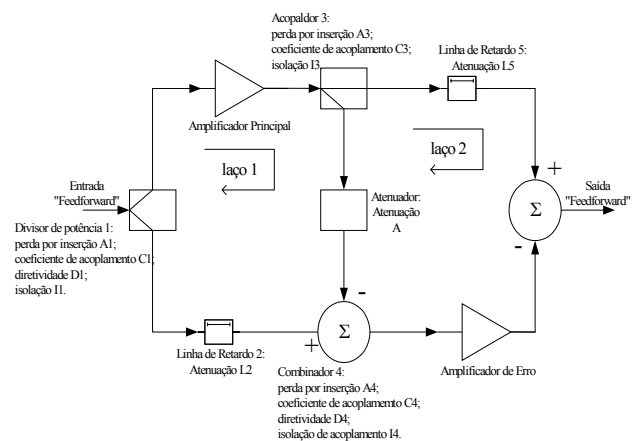 Acopaldor 3:
perda por inserção A3;
coeficiente de acoplamento C3;
isolação I3.
Linha de Retardo 5:
Atenuação L5
Amplificador Principal
laço 1
laço 2
Entrada
"Feedforward"
+
Saída
"Feedforward"
Σ
-
Atenuador:
Atenuação
A
Divisor de potência 1:
perda por inserção A1;
coeficiente de acoplamento C1;
diretividade D1;
isolação I1.
-
Σ
+
Linha de Retardo 2:
Atenuação L2
Amplificador de Erro
Combinador 4:
perda por inserção A4;
coeficiente de acoplamemto C4;
diretividade D4;
isolação de acoplamento I4.